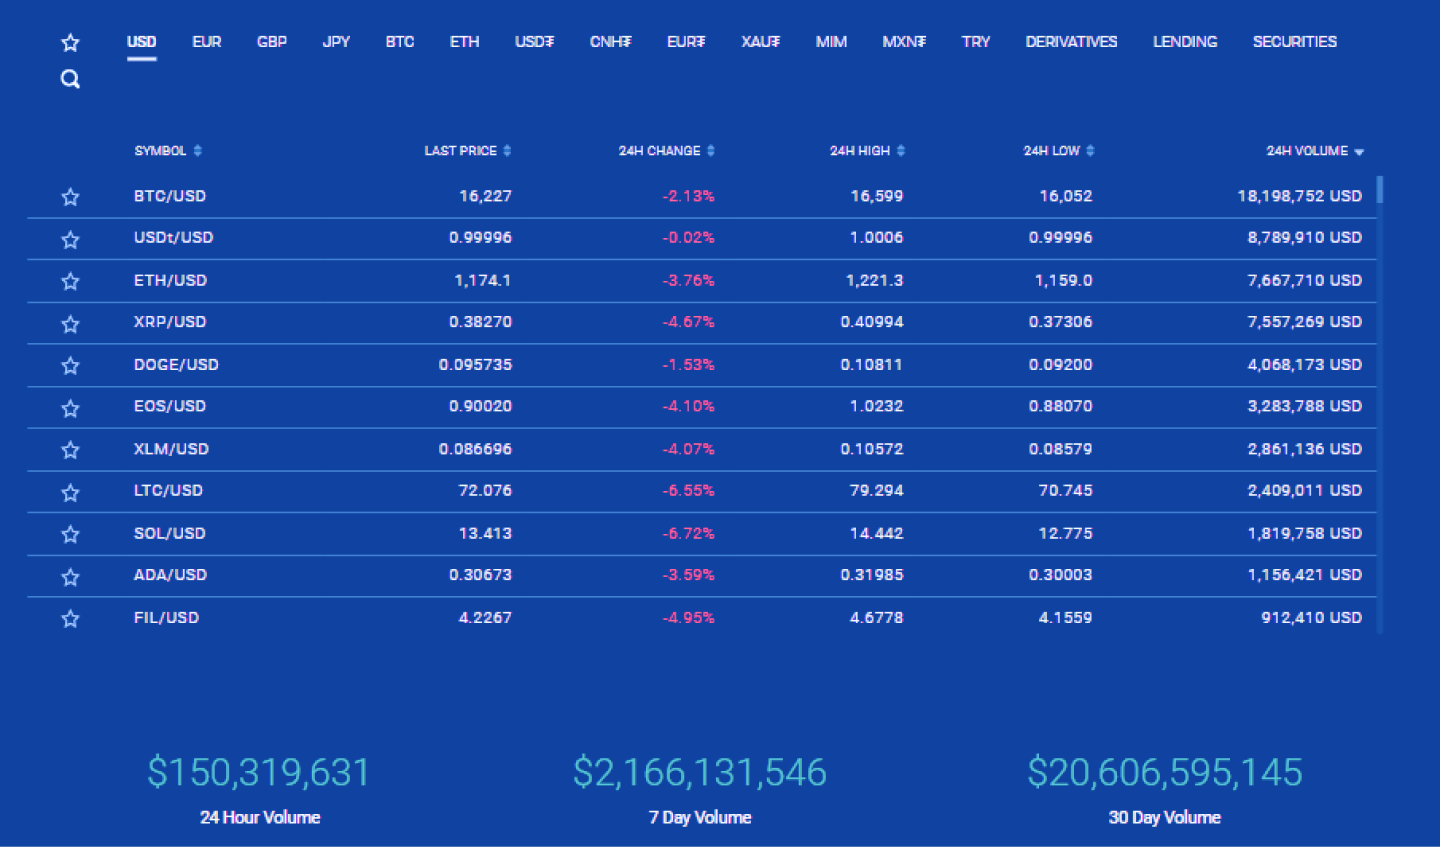 USD EUR GBP JPY BTC ETH USD₮ CNH₮ EUR₮ XAU₮ MIM MXN₮ TRY DERIVATIVES LENDING SECURITIES
SYMBOL LAST PRICE 24H CHANGE 24H HIGH 24H LOW 24H VOLUME
BTC/USD 16,227 -2.13% 16,599 16,052 18,198,752 USD
USDt/USD 0.99996 -0.02% 1.0006 0.99996 8,789,910 USD
ETH/USD 1,174.1 -3.76% 1,221.3 1,159.0 7,667,710 USD
XRP/USD 0.38270 -4.67% 0.40994 0.37306 7,557,269 USD
DOGE/USD 0.095735 -1.53% 0.10811 0.09200 4,068,173 USD
EOS/USD 0.90020 -4.10% 1.0232 0.88070 3,283,788 USD
XLM/USD 0.086696 -4.07% 0.10572 0.08579 2,861,136 USD
LTC/USD 72.076 -6.55% 79.294 70.745 2,409,011 USD
SOL/USD 13.413 -6.72% 14.442 12.775 1,819,758 USD
ADA/USD 0.30673 -3.59% 0.31985 0.30003 1,156,421 USD
FIL/USD 4.2267 -4.95% 4.6778 4.1559 912,410 USD
$150,319,631 $2,166,131,546 $20,606,595,145
24 Hour Volume 7 Day Volume 30 Day Volume